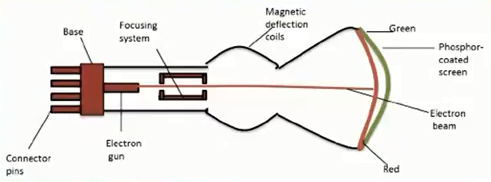 Magnetic
deflection
coils
Focusing
system
Base
Green
Phosphor-
coated
screen
Electron
beam
Electron
gun
Connector
pins
Red